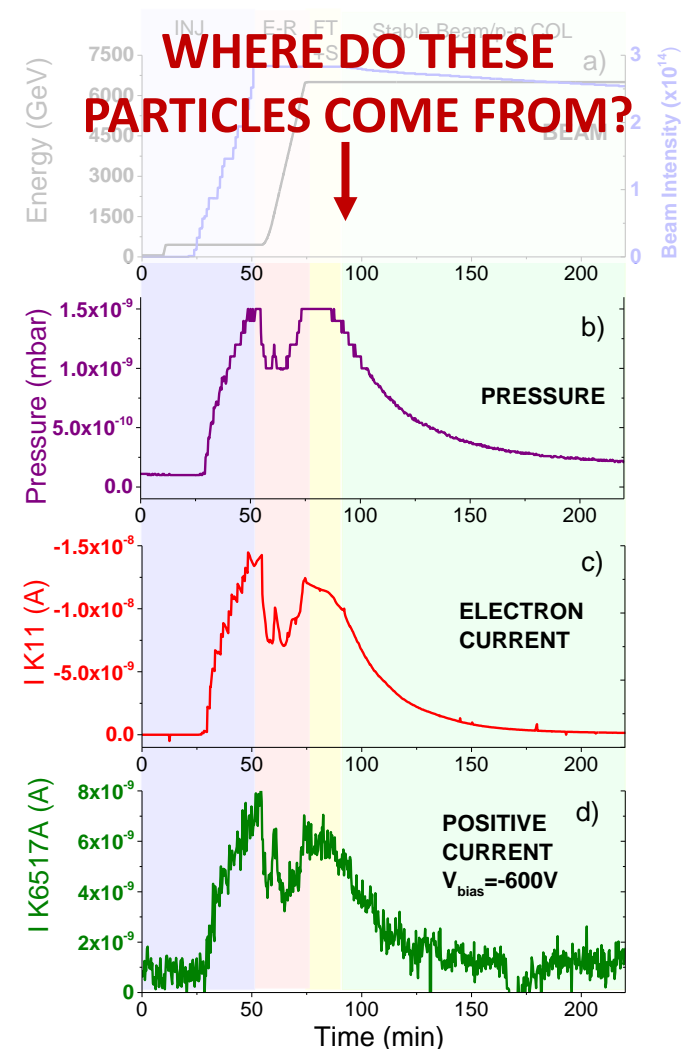 INJ E-R FT Stable Beam/p-p COL
+S
WHERE DO THESE
PARTICLES COME FROM?
a)
BEAM
Energy (GeV)
7500
4500
3000
1500
0
Beam Intensity (x10¹⁴)
3
2
1
0
0 50 100 150 200
b)
PRESSURE
Pressure (mbar)
1.5x10⁻⁹
1.0x10⁻⁹
5.0x10⁻¹⁰
0.0
0 50 100 150 200
c)
ELECTRON
CURRENT
I K11 (A)
-1.5x10⁻⁸
-1.0x10⁻⁸
-5.0x10⁻⁹
0.0
0 50 100 150 200
d)
POSITIVE
CURRENT
V_bias=-600V
I K6517A (A)
8x10⁻⁹
6x10⁻⁹
4x10⁻⁹
2x10⁻⁹
0
0 50 100 150 200
Time (min)